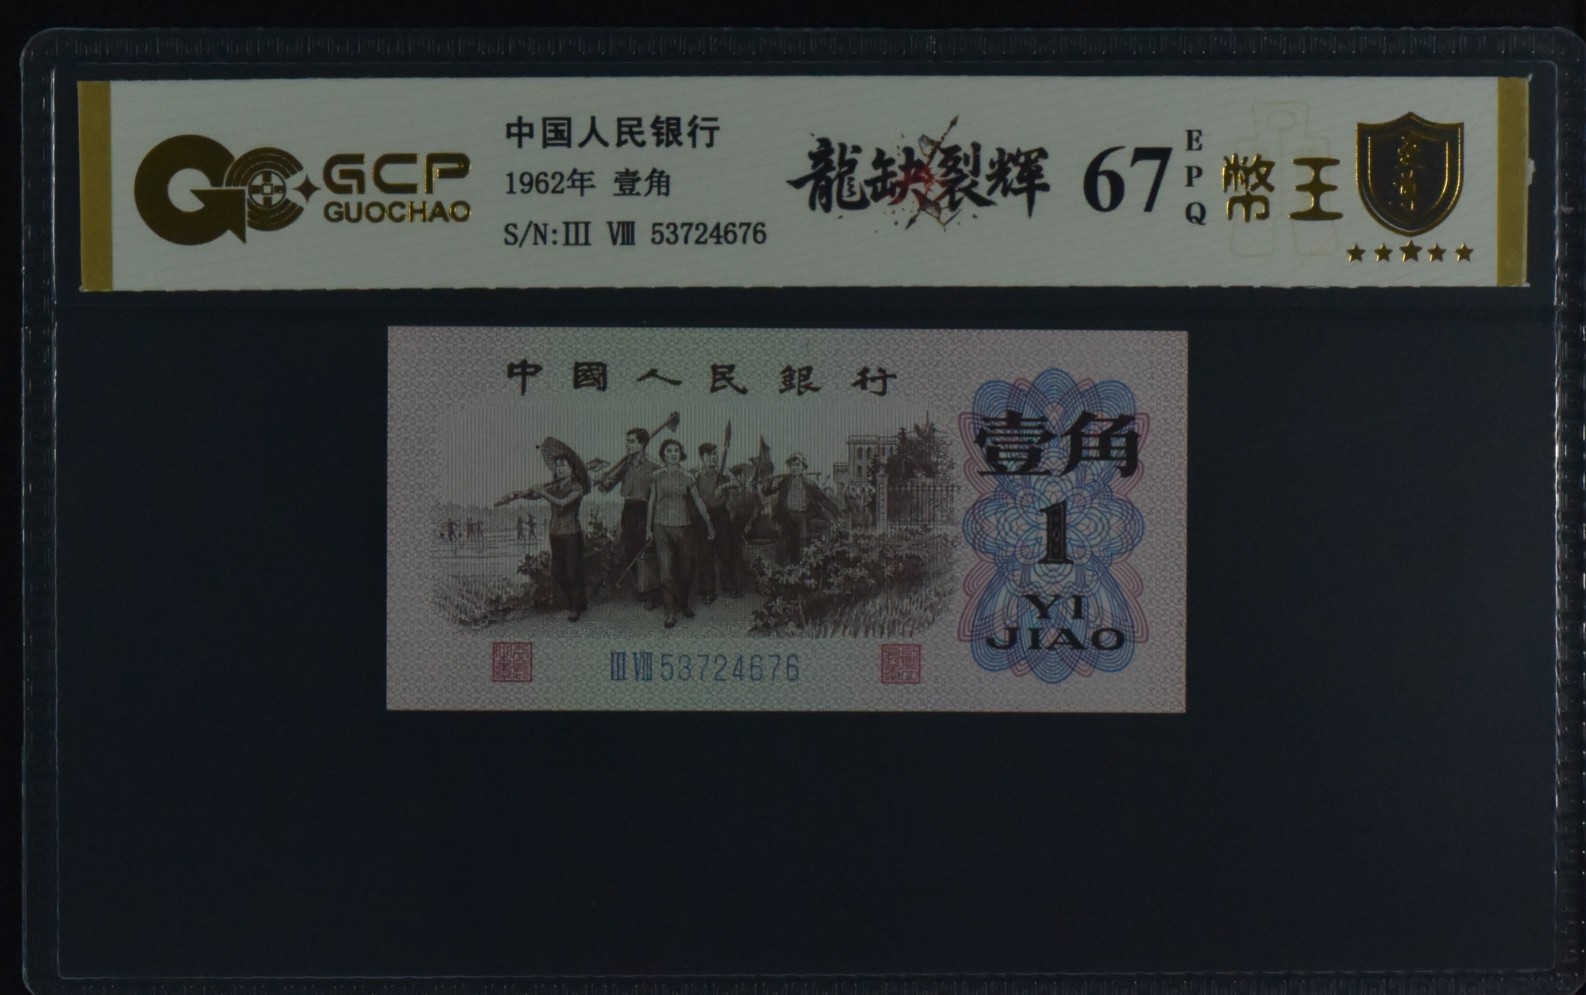 GCP
GUOCHAO
中国人民银行
1962年 壹角
S/N:III VIII 53724676
龍缺裂輝
67
EPQ
幣王
中國人民銀行
壹角
1
YI
JIAO
III VIII 53724676